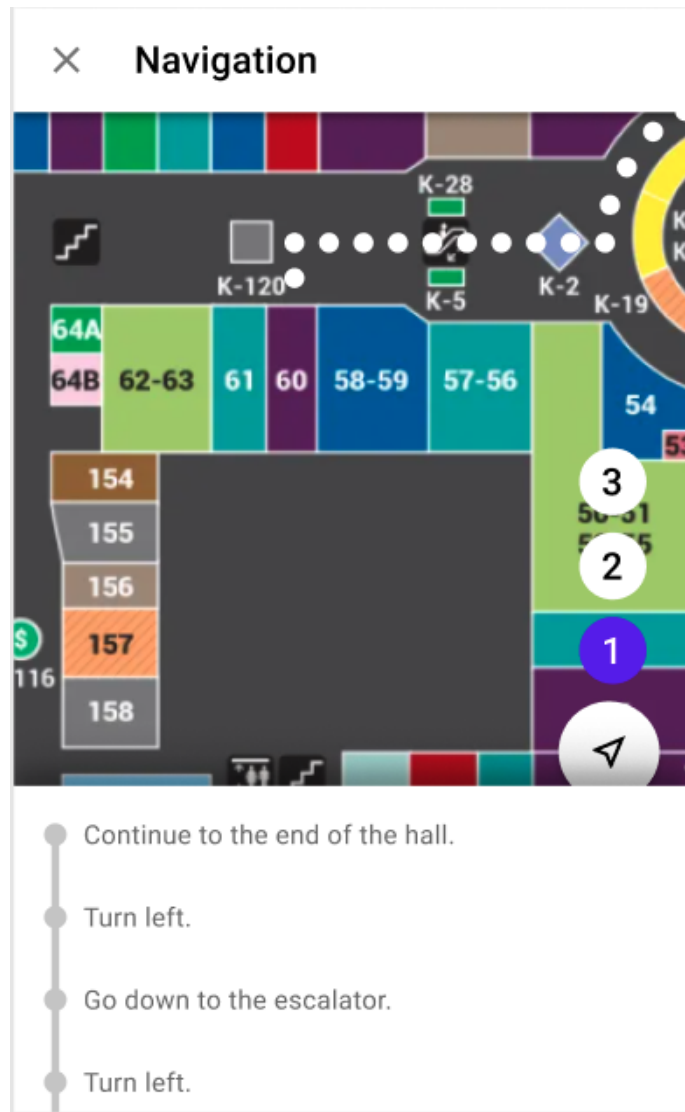 Navigation
K-28
K-120
K-5
K-2
K-19
K
K
64A
64B
62-63
61
60
58-59
57-56
54
53
154
155
156
157
158
$
116
3
2
1
Continue to the end of the hall.
Turn left.
Go down to the escalator.
Turn left.